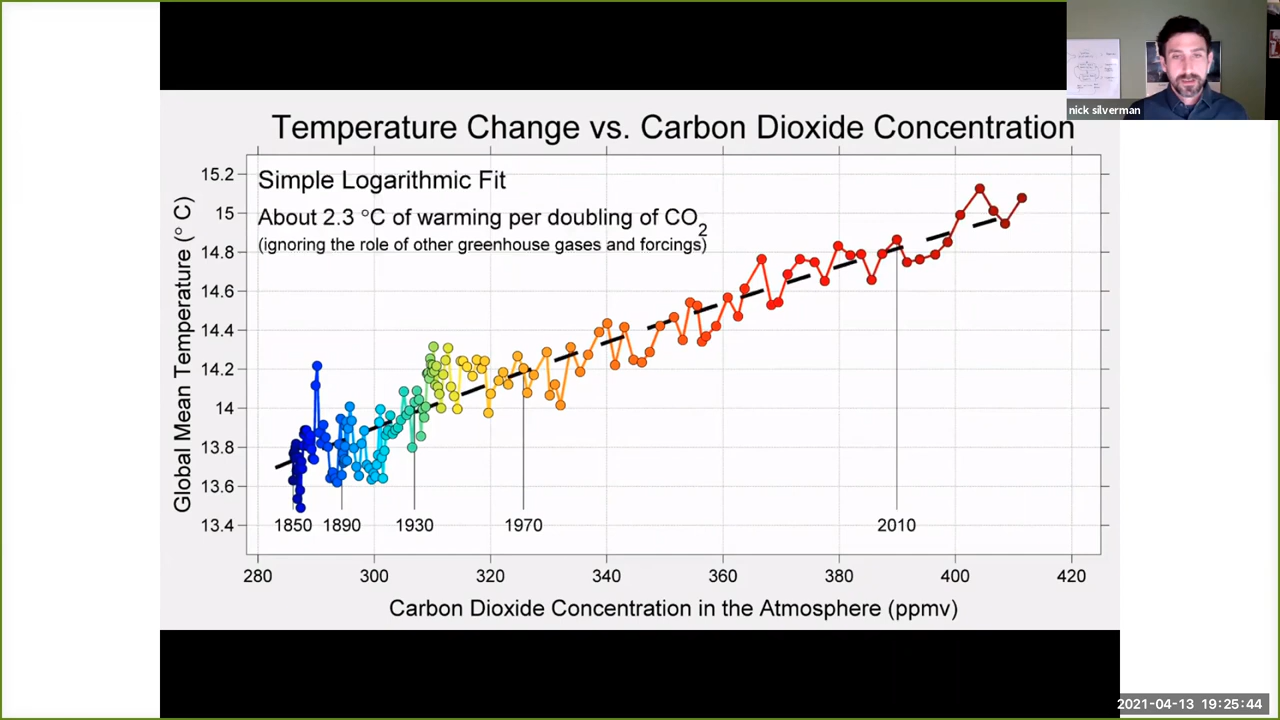 nick silverman
Temperature Change vs. Carbon Dioxide Concentration
Simple Logarithmic Fit
About 2.3 °C of warming per doubling of CO2
(ignoring the role of other greenhouse gases and forcings)
Global Mean Temperature (° C)
15.2
15
14.8
14.6
14.4
14.2
14
13.8
13.6
13.4
1850 1890 1930 1970 2010
280 300 320 340 360 380 400 420
Carbon Dioxide Concentration in the Atmosphere (ppmv)
2021-04-13 19:25:44